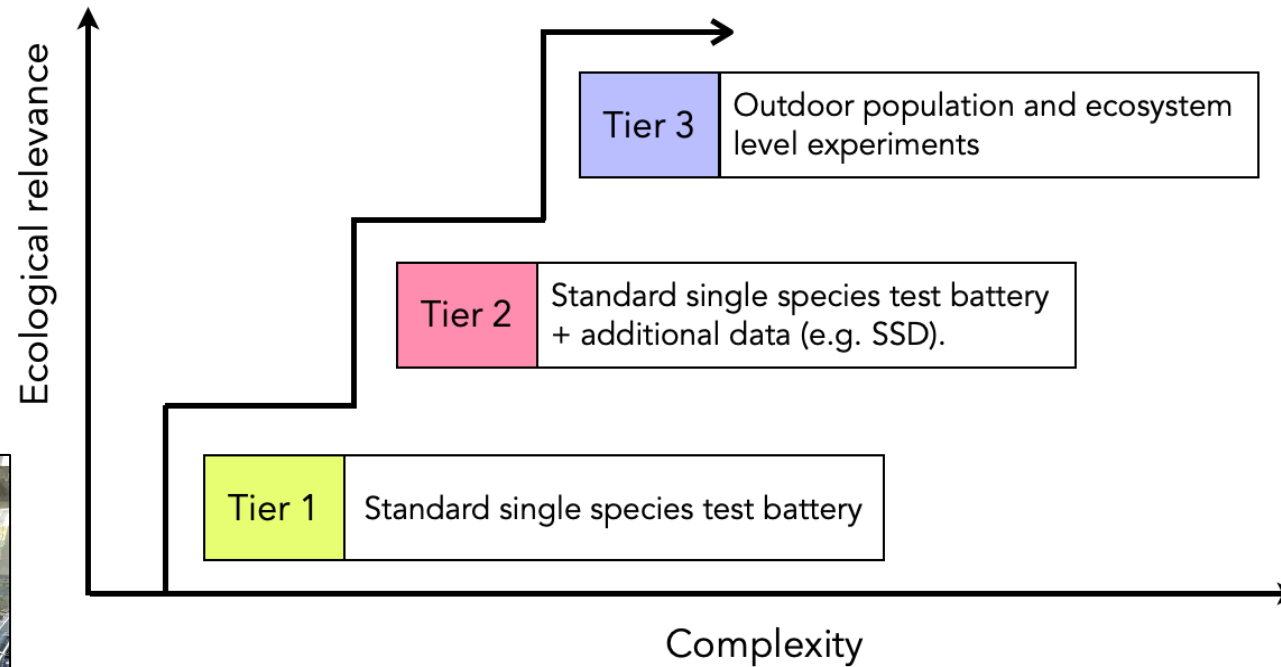 Ecological relevance
Tier 3
Outdoor population and ecosystem
level experiments
Tier 2
Standard single species test battery
+ additional data (e.g. SSD).
Tier 1
Standard single species test battery
Complexity